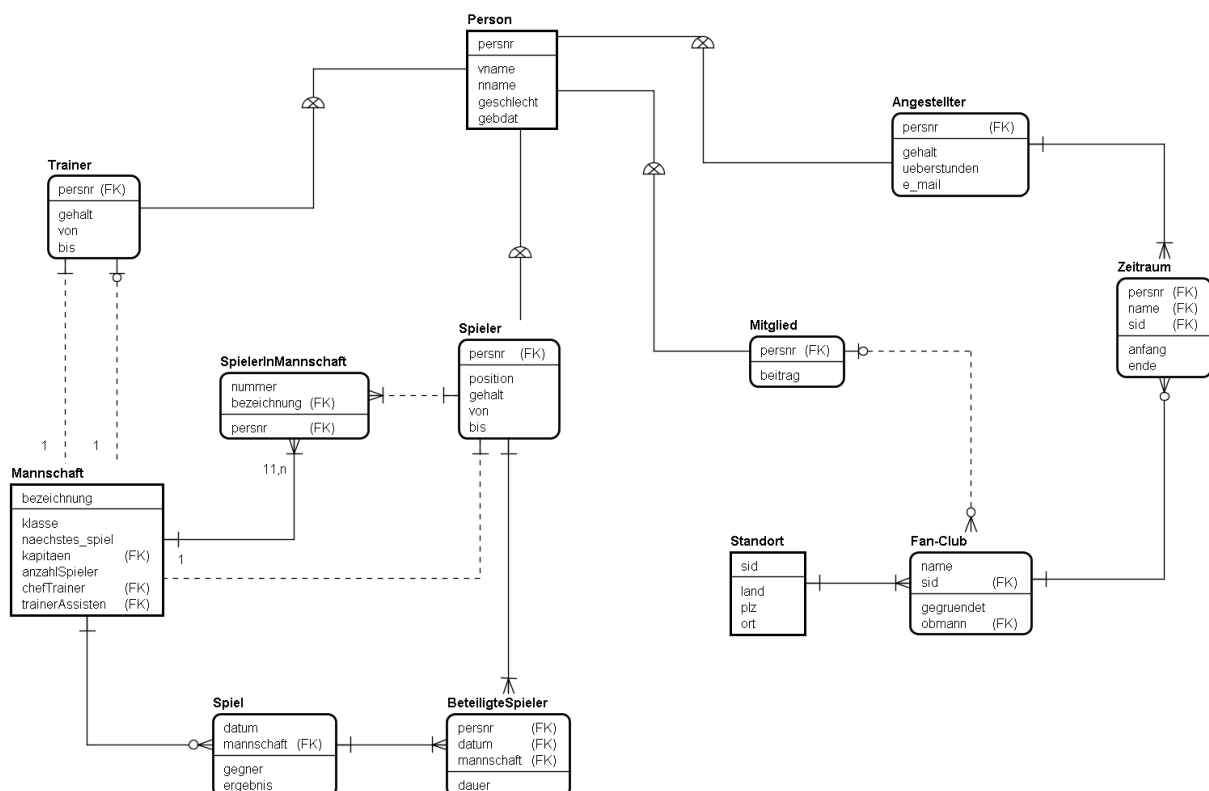 Person
persnr
vname
nname
geschlecht
gebdat
Angestellter
persnr (FK)
gehalt
ueberstunden
e_mail
Trainer
persnr (FK)
gehalt
von
bis
Zeitraum
persnr (FK)
name (FK)
sid (FK)
anfang
ende
Spieler
persnr (FK)
position
gehalt
von
bis
Mitglied
persnr (FK)
beitrag
SpielerInMannschaft
nummer
bezeichnung (FK)
persnr (FK)
1 1
11,n
1
Mannschaft
bezeichnung
klasse
naechstes_spiel
kapitaen (FK)
anzahlSpieler
chefTrainer (FK)
trainerAssisten (FK)
Standort
sid
land
plz
ort
Fan-Club
name
sid (FK)
gegruendet
obmann (FK)
Spiel
datum
mannschaft (FK)
gegner
ergebnis
BeteiligteSpieler
persnr (FK)
datum (FK)
mannschaft (FK)
dauer